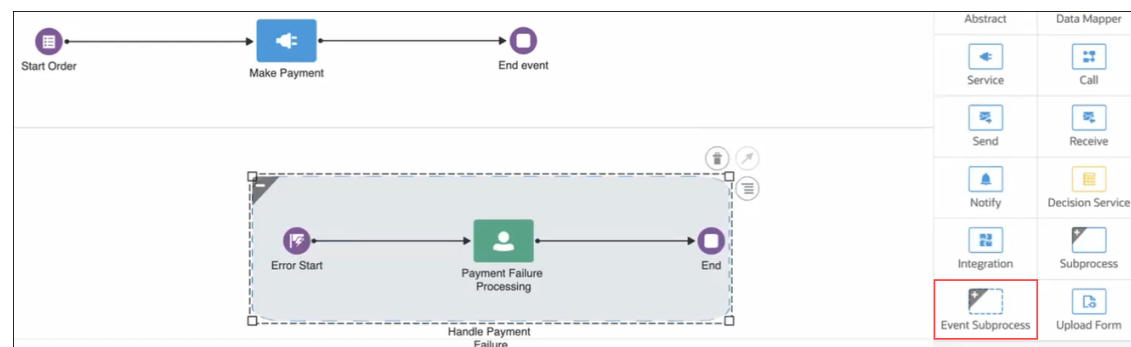 Abstract
Data Mapper
Start Order
Make Payment
End event
Service
Call
Send
Receive
Notify
Decision Service
Error Start
Payment Failure
Processing
End
Integration
Subprocess
Handle Payment
Failure
Event Subprocess
Upload Form